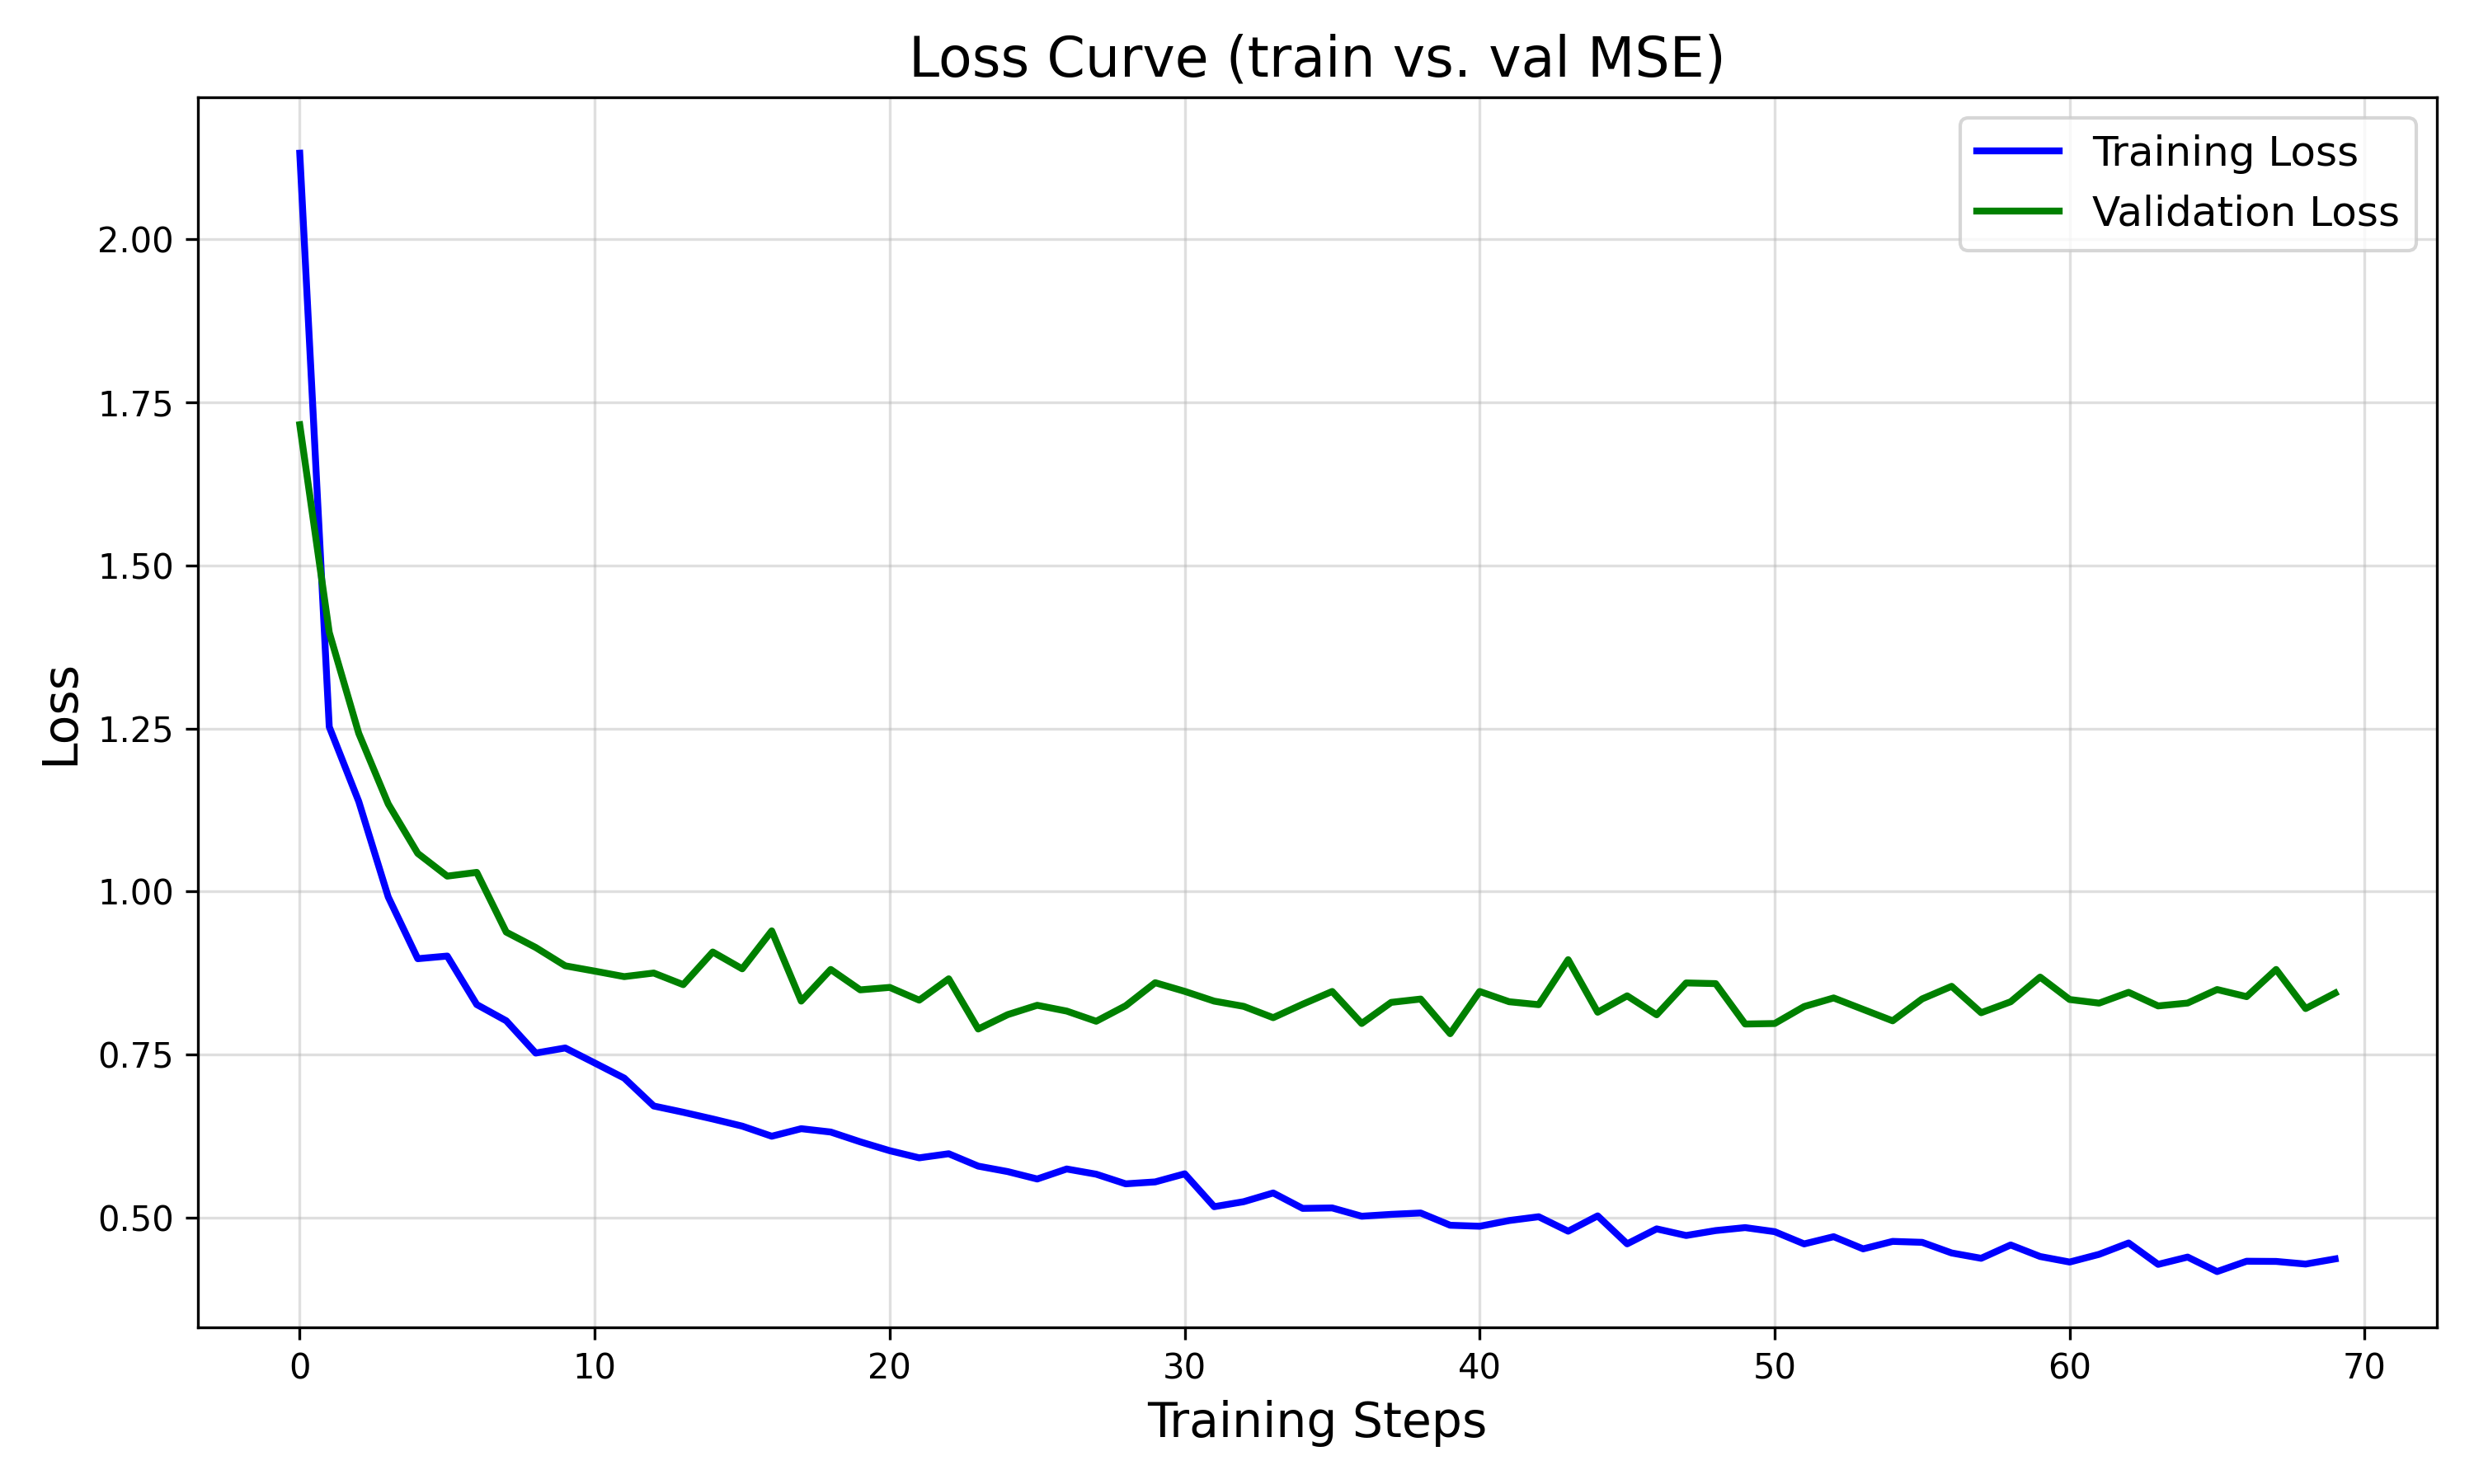 Loss Curve (train vs. val MSE)
Training Loss
Validation Loss
2.00
1.75
1.50
1.25
1.00
0.75
0.50
Loss
0 10 20 30 40 50 60 70
Training Steps